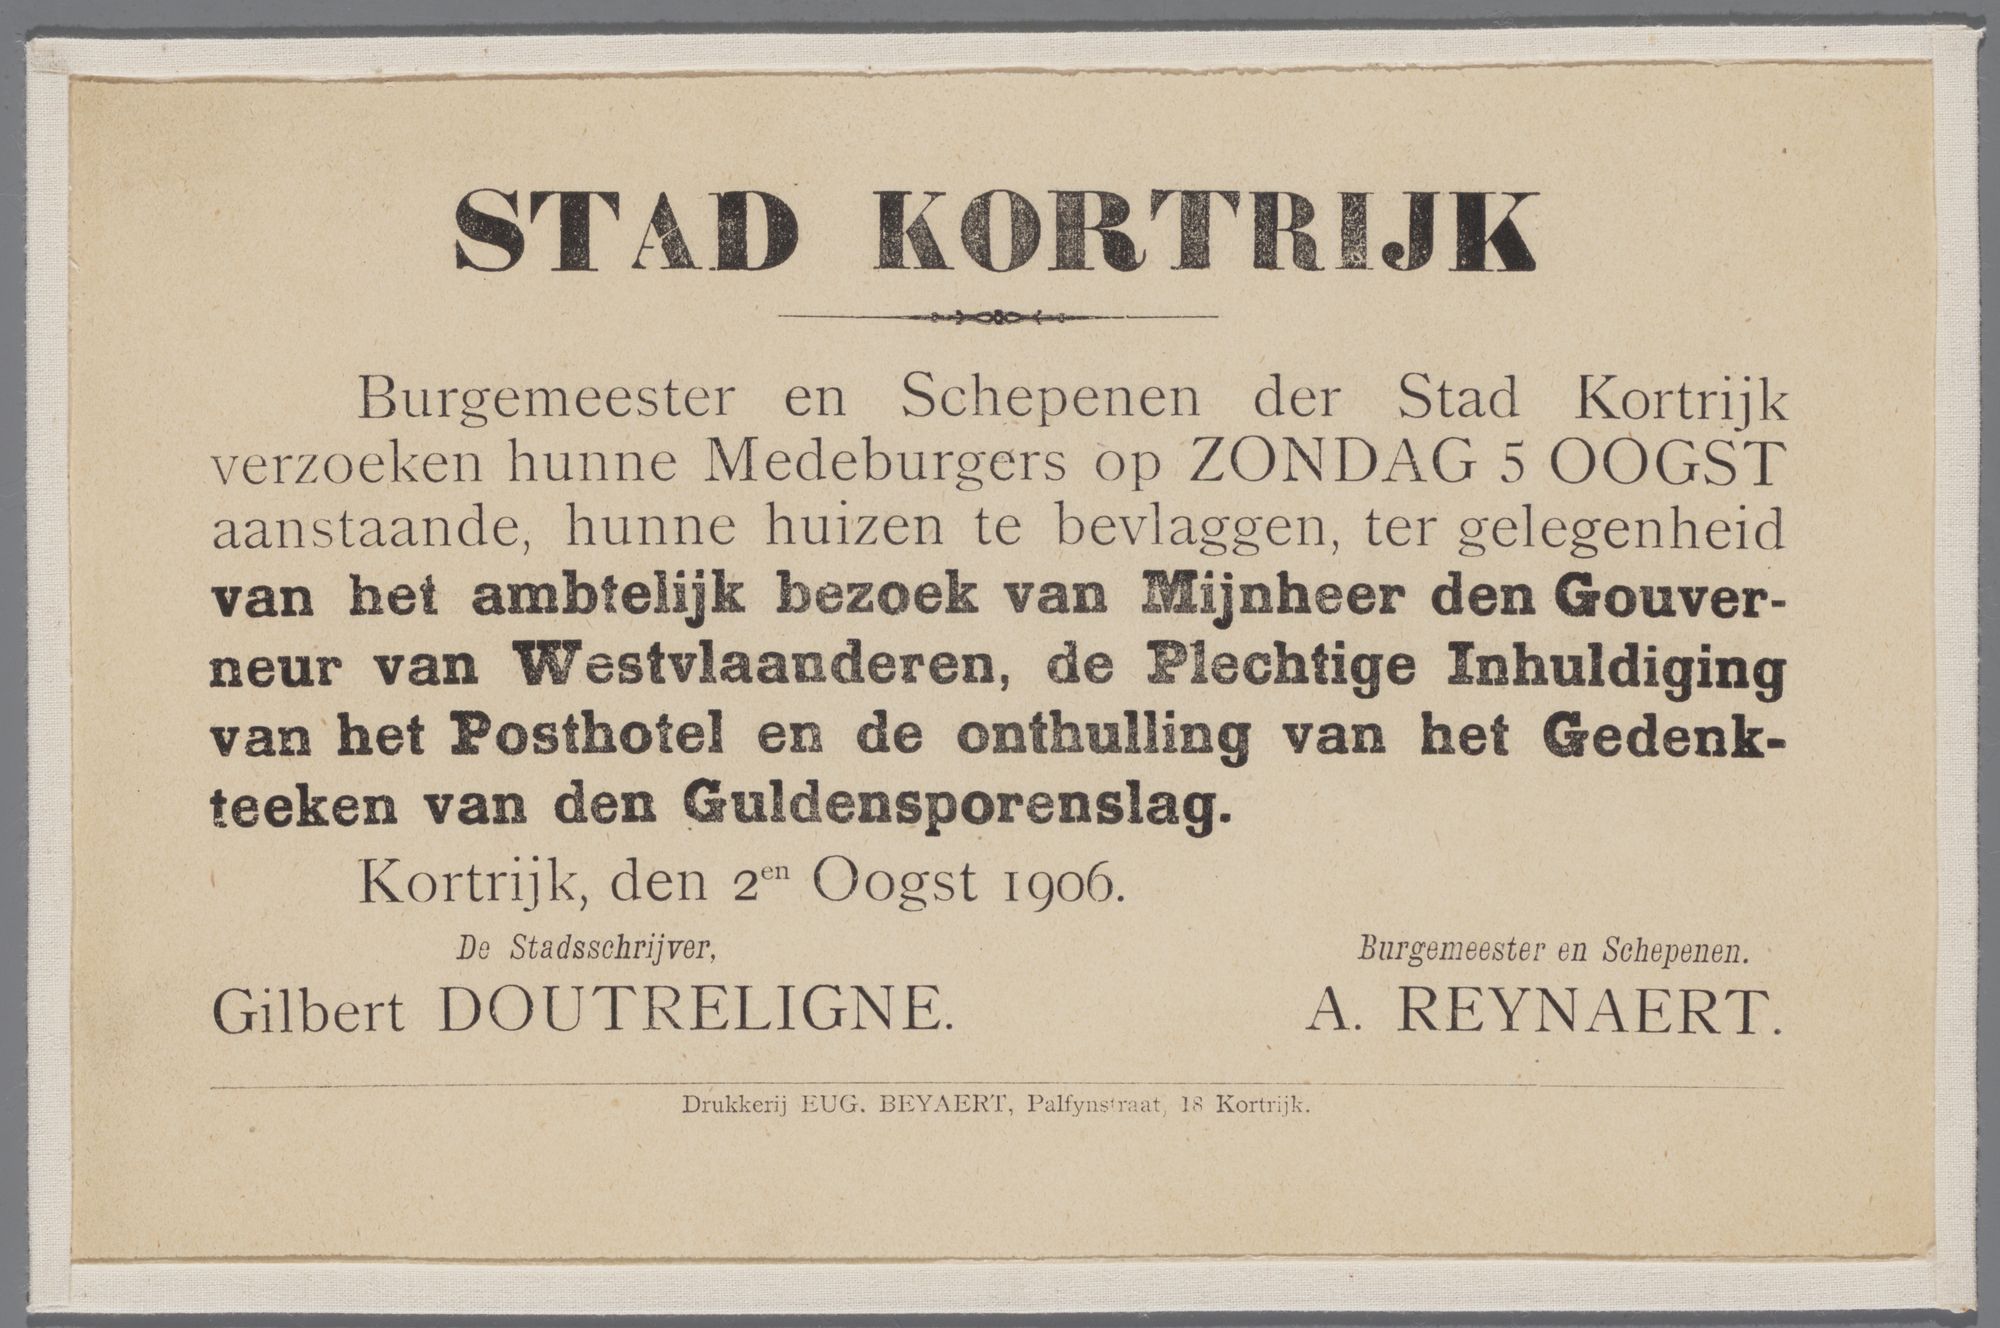 STAD KORTRIJK
Burgemeester en Schepenen der Stad Kortrijk
verzoeken hunne Medeburgers op ZONDAG 5 OOGST
aanstaande, hunne huizen te bevlaggen, ter gelegenheid
van het ambtelijk bezoek van Mijnheer den Gouver-
neur van Westvlaanderen, de Plechtige Inhuldiging
van het Posthotel en de onthulling van het Gedenk-
teeken van den Guldensporenslag.
Kortrijk, den 2en Oogst 1906.
De Stadsschrijver, Burgemeester en Schepenen.
Gilbert DOUTRELIGNE. A. REYNAERT.
Drukkerij EUG. BEYAERT, Palfynstraat, 18 Kortrijk.